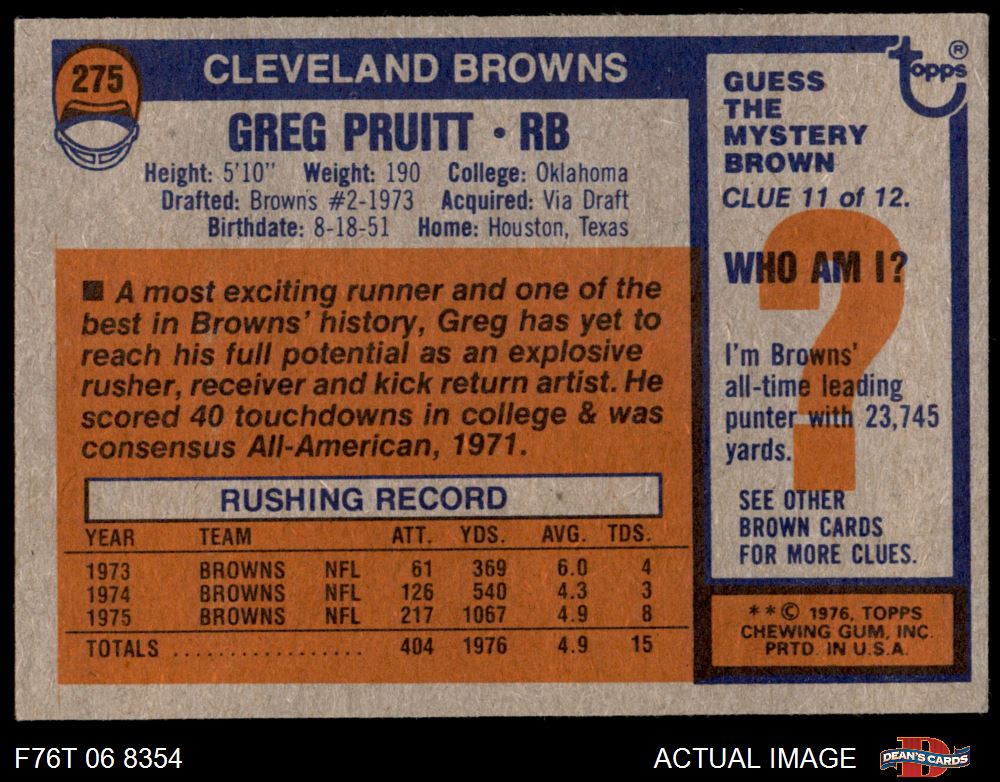 275
CLEVELAND BROWNS
GREG PRUITT • RB
Height: 5'10" Weight: 190 College: Oklahoma
Drafted: Browns #2-1973 Acquired: Via Draft
Birthdate: 8-18-51 Home: Houston, Texas
■ A most exciting runner and one of the
best in Browns' history, Greg has yet to
reach his full potential as an explosive
rusher, receiver and kick return artist. He
scored 40 touchdowns in college & was
consensus All-American, 1971.
RUSHING RECORD
YEAR TEAM ATT. YDS. AVG. TDS.
1973 BROWNS NFL 61 369 6.0 4
1974 BROWNS NFL 126 540 4.3 3
1975 BROWNS NFL 217 1067 4.9 8
TOTALS .................. 404 1976 4.9 15
topps®
GUESS
THE
MYSTERY
BROWN
CLUE 11 of 12.
WHO AM I?
?
I'm Browns'
all-time leading
punter with 23,745
yards.
SEE OTHER
BROWN CARDS
FOR MORE CLUES.
**© 1976, TOPPS
CHEWING GUM, INC.
PRTD. IN U.S.A.
F76T 06 8354
ACTUAL IMAGE
DEAN'S CARDS